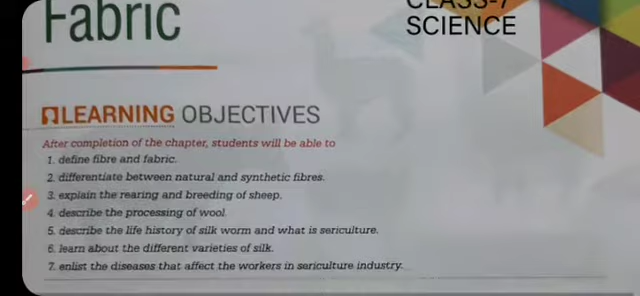 Fabric
CLASS-7
SCIENCE
LEARNING OBJECTIVES
After completion of the chapter, students will be able to
1. define fibre and fabric.
2. differentiate between natural and synthetic fibres.
3. explain the rearing and breeding of sheep.
4. describe the processing of wool.
5. describe the life history of silk worm and what is sericulture.
6. learn about the different varieties of silk.
7. enlist the diseases that affect the workers in sericulture industry.